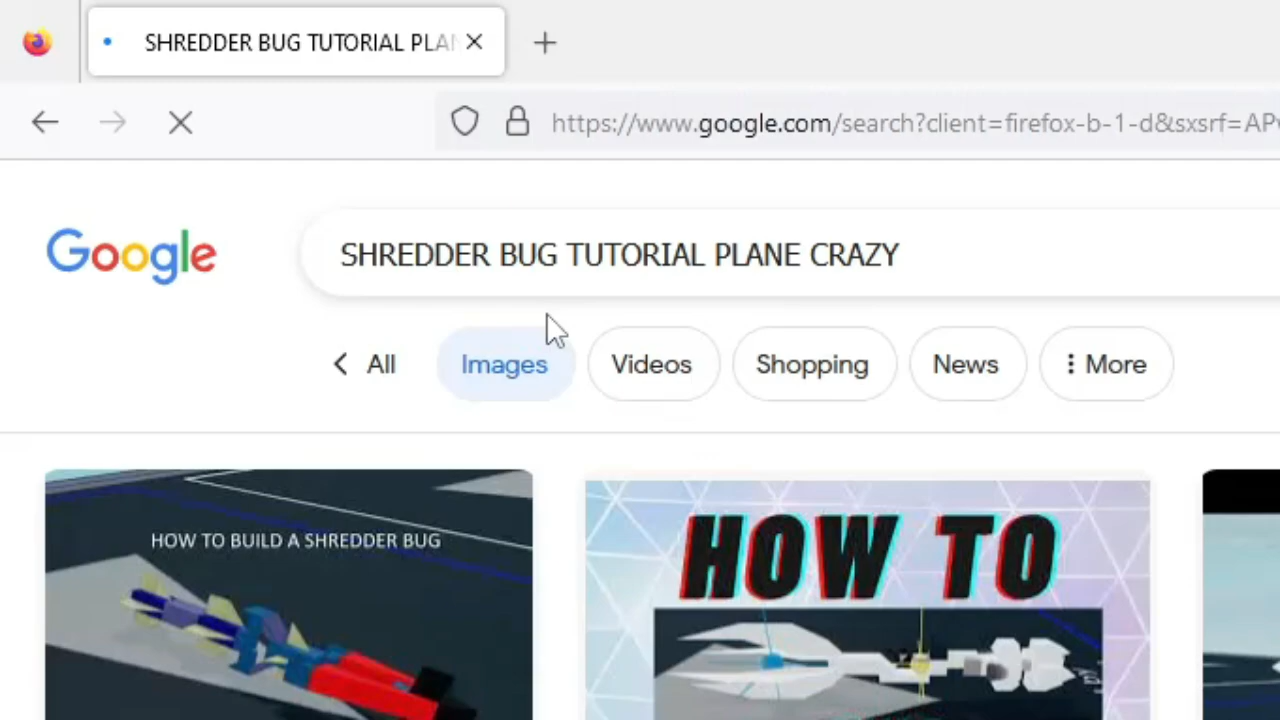 SHREDDER BUG TUTORIAL PLA
https://www.google.com/search?client=firefox-b-1-d&sxsrf=AP
Google
SHREDDER BUG TUTORIAL PLANE CRAZY
All
Images
Videos
Shopping
News
More
HOW TO BUILD A SHREDDER BUG
HOW TO